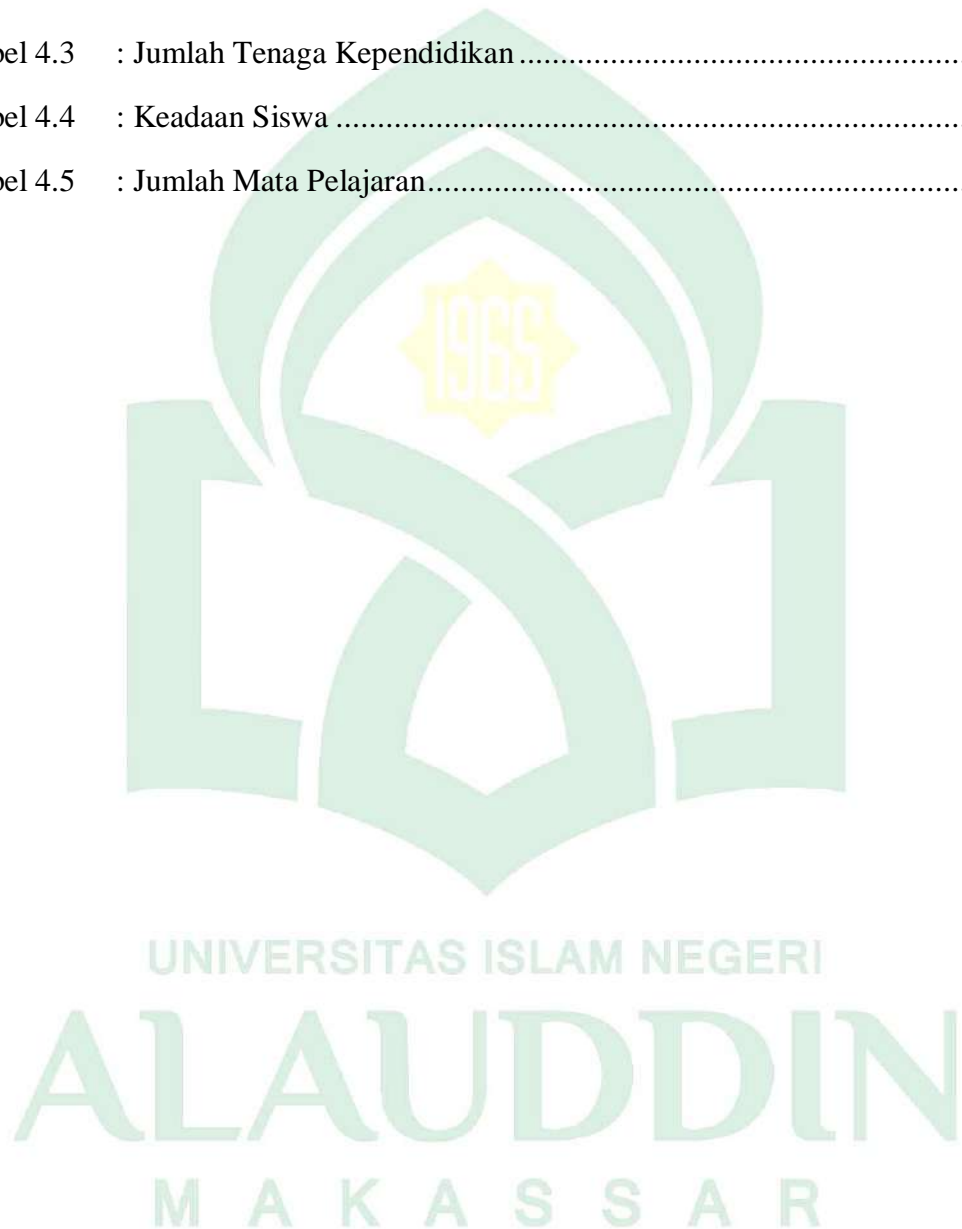 bel 4.3 : Jumlah Tenaga Kependidikan ..........
bel 4.4 : Keadaan Siswa ..........
bel 4.5 : Jumlah Mata Pelajaran ..........
1965
UNIVERSITAS ISLAM NEGERI
ALAUDDIN
MAKASSAR